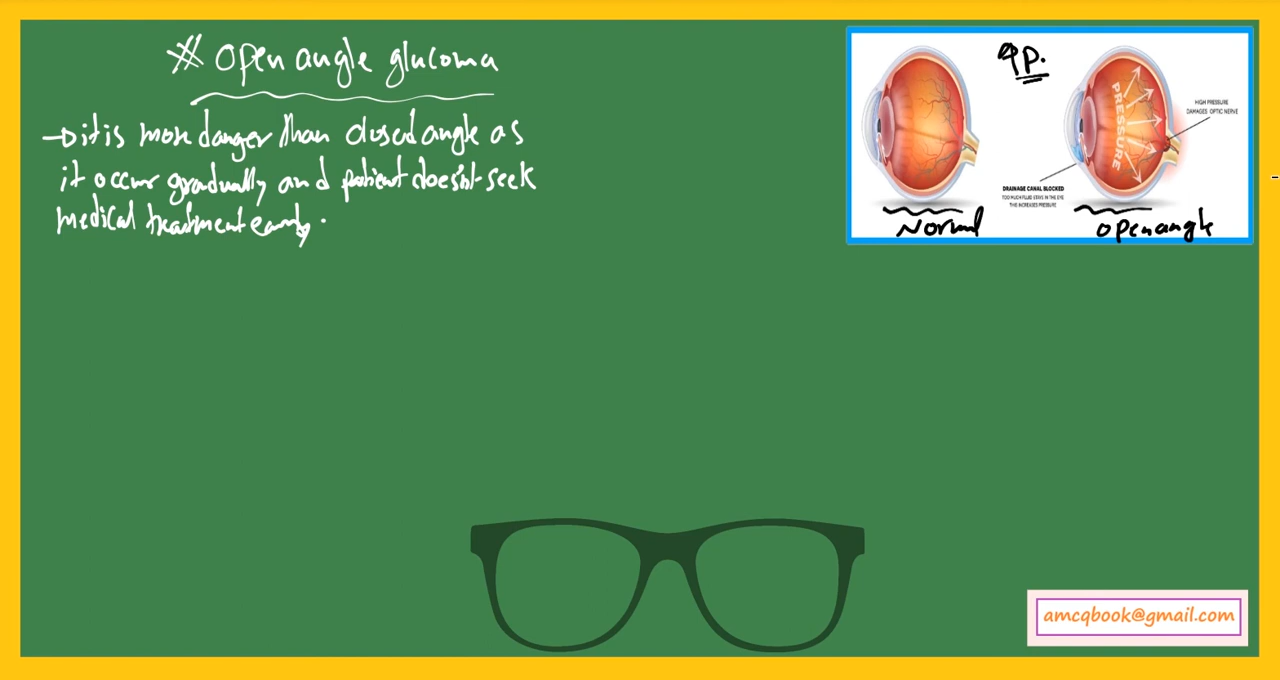 # Open angle glucoma
→ it is more danger than closed angle as
it occur gradually and patient doesn't seek
medical treatment early.
↑P.
PRESSURE
HIGH PRESSURE
DAMAGES OPTIC NERVE
DRAINAGE CANAL BLOCKED
TOO MUCH FLUID STAYS IN THE EYE
THIS INCREASES PRESSURE
Normal
open angle
amcqbook@gmail.com